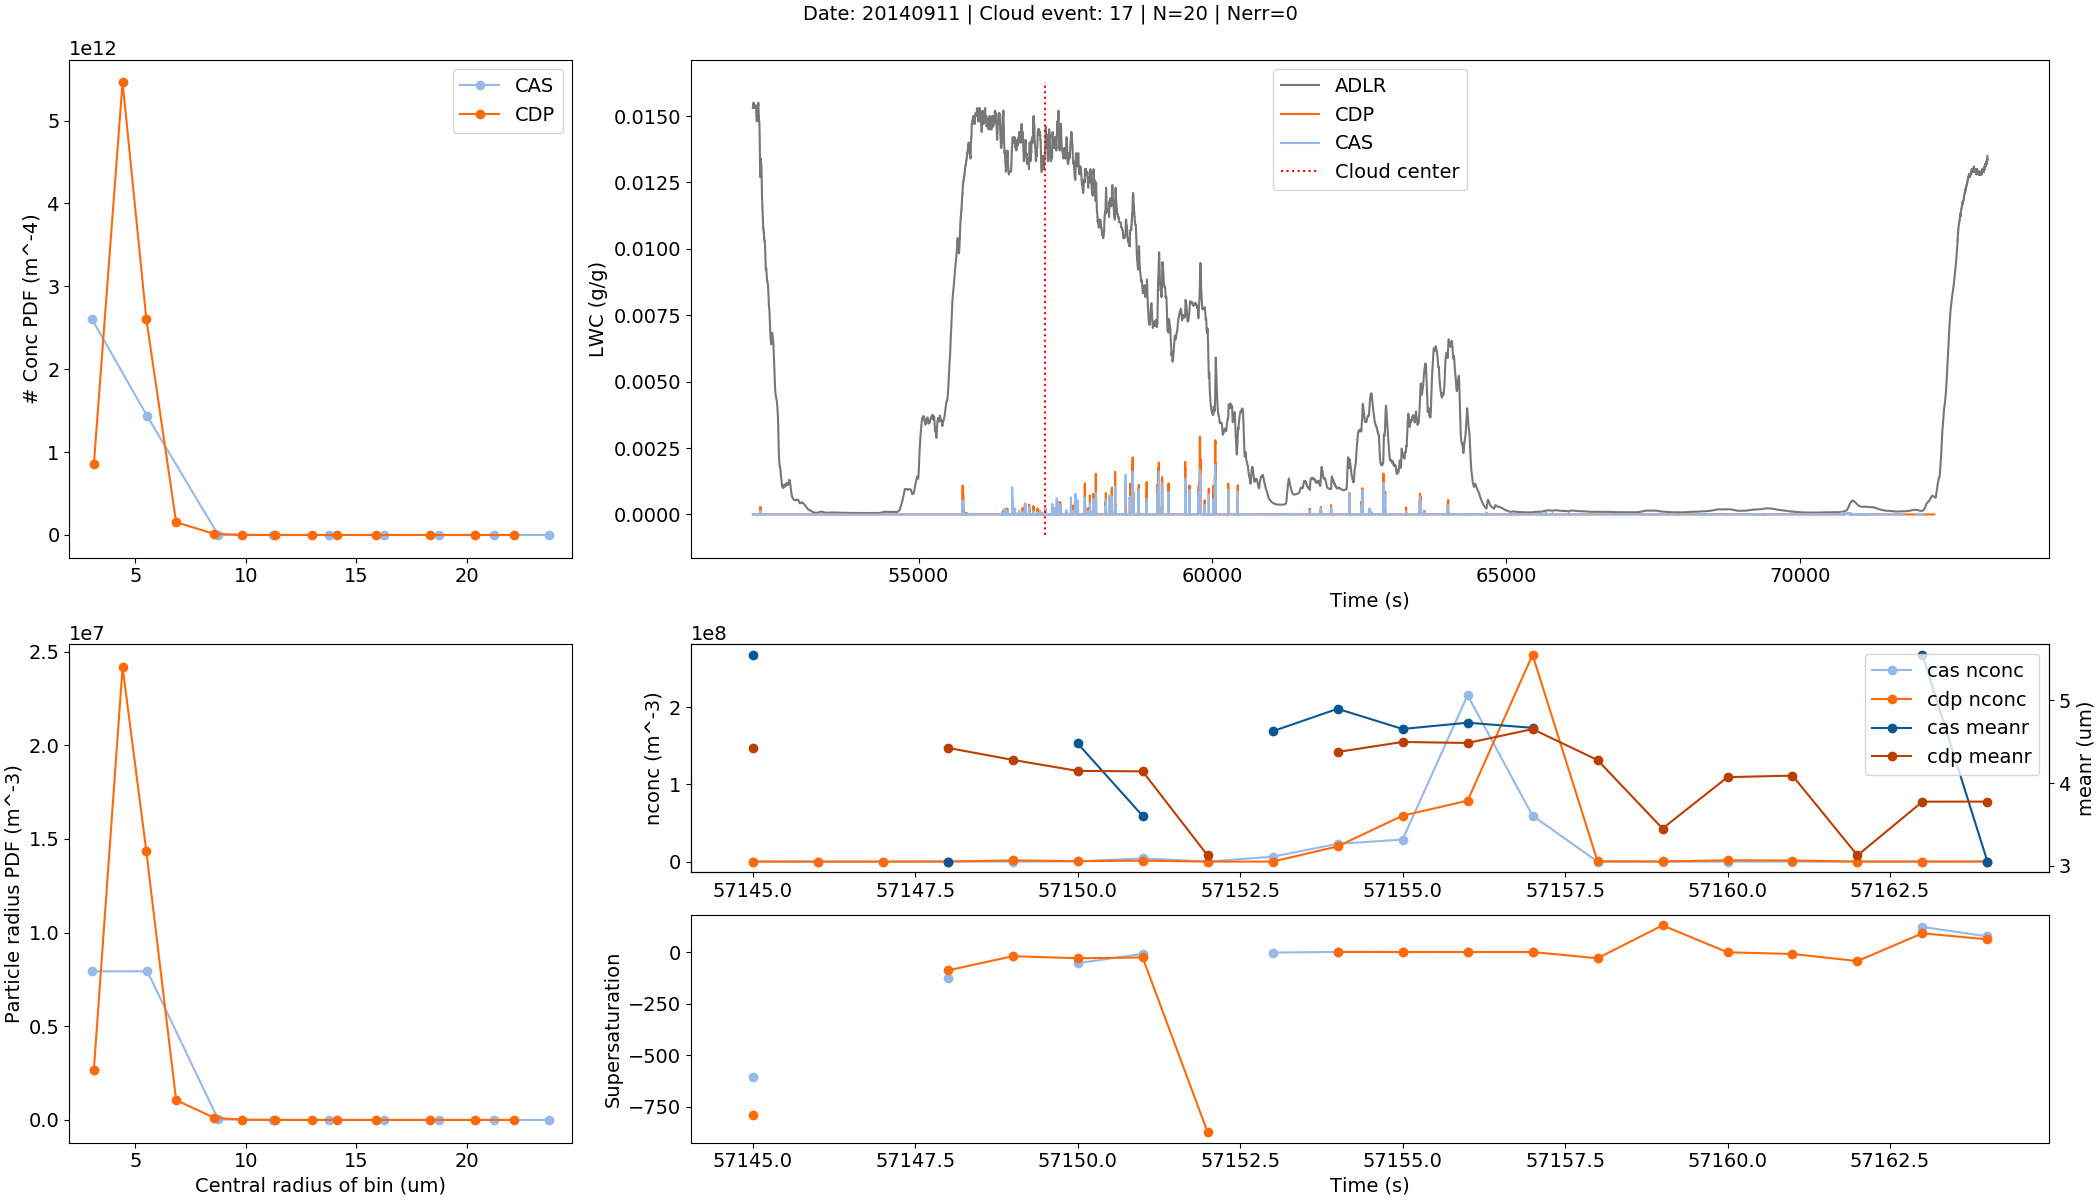 Date: 20140911 | Cloud event: 17 | N=20 | Nerr=0
1e12
# Conc PDF (m^-4)
5
4
3
2
1
0
5 10 15 20
CAS
CDP
LWC (g/g)
0.0150
0.0125
0.0100
0.0075
0.0050
0.0025
0.0000
55000 60000 65000 70000
Time (s)
ADLR
CDP
CAS
Cloud center
1e7
Particle radius PDF (m^-3)
2.5
2.0
1.5
1.0
0.5
0.0
5 10 15 20
Central radius of bin (um)
1e8
nconc (m^-3)
2
1
0
57145.0 57147.5 57150.0 57152.5 57155.0 57157.5 57160.0 57162.5
5
4
3
meanr (um)
cas nconc
cdp nconc
cas meanr
cdp meanr
Supersaturation
0
−250
−500
−750
57145.0 57147.5 57150.0 57152.5 57155.0 57157.5 57160.0 57162.5
Time (s)